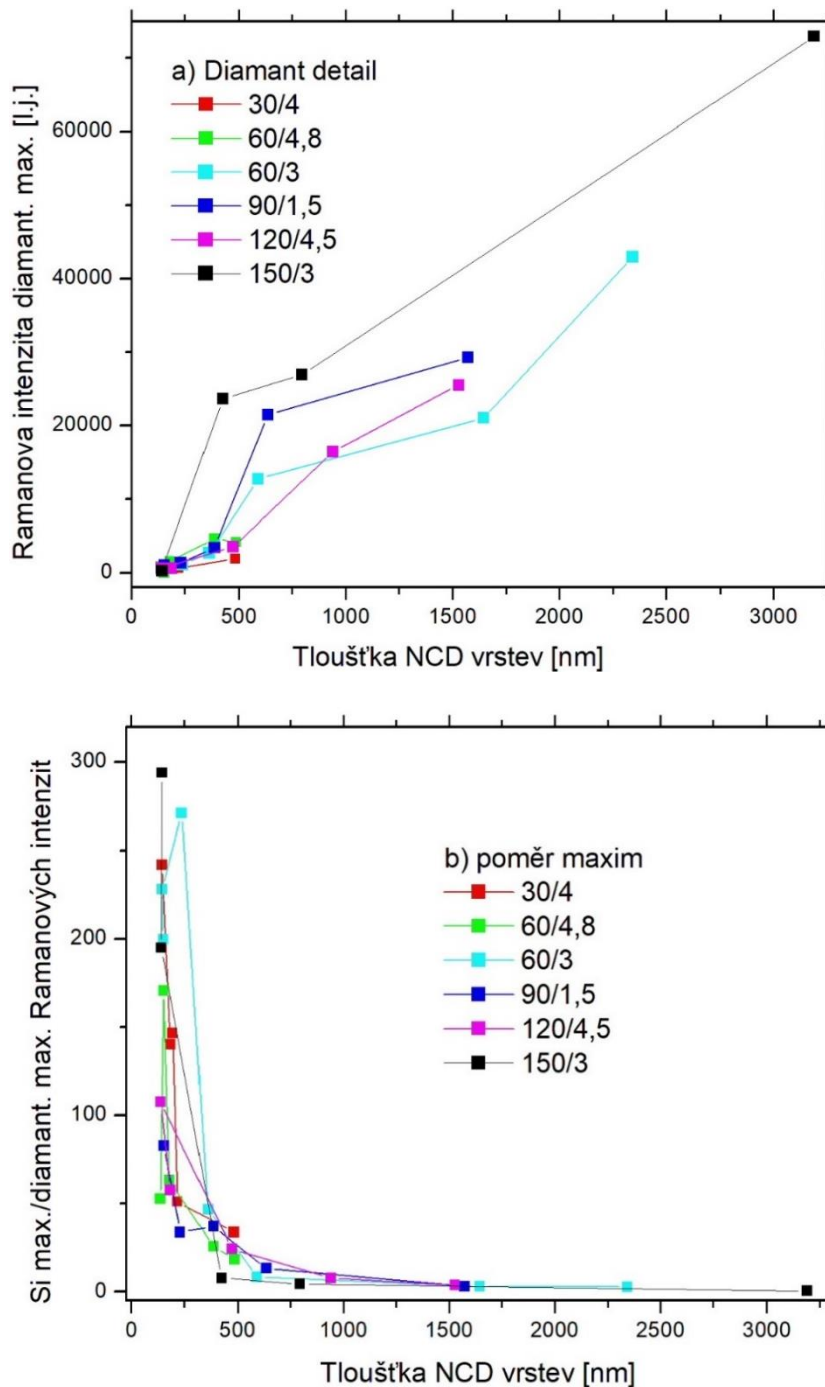 a) Diamant detail
30/4
60/4,8
60/3
90/1,5
120/4,5
150/3
Ramanova intenzita diamant. max. [l.j.]
60000
40000
20000
0
0 500 1000 1500 2000 2500 3000
Tloušťka NCD vrstev [nm]
Si max./diamant. max. Ramanových intenzit
300
200
100
0
b) poměr maxim
30/4
60/4,8
60/3
90/1,5
120/4,5
150/3
0 500 1000 1500 2000 2500 3000
Tloušťka NCD vrstev [nm]